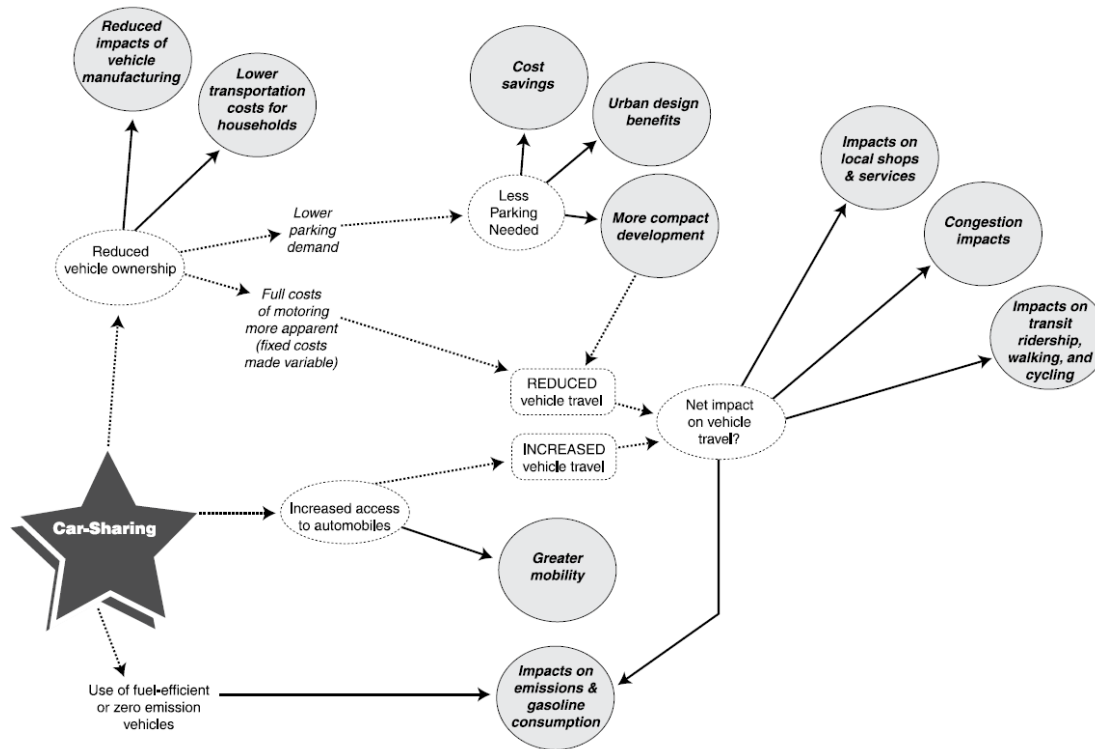 Reduced
impacts of
vehicle
manufacturing
Lower
transportation
costs for
households
Cost
savings
Urban design
benefits
Impacts on
local shops
& services
Less
Parking
Needed
More compact
development
Lower
parking
demand
Congestion
impacts
Reduced
vehicle ownership
Full costs
of motoring
more apparent
(fixed costs
made variable)
Impacts on
transit
ridership,
walking, and
cycling
REDUCED
vehicle travel
Net impact
on vehicle
travel?
INCREASED
vehicle travel
Car-Sharing
Increased access
to automobiles
Greater
mobility
Use of fuel-efficient
or zero emission
vehicles
Impacts on
emissions &
gasoline
consumption